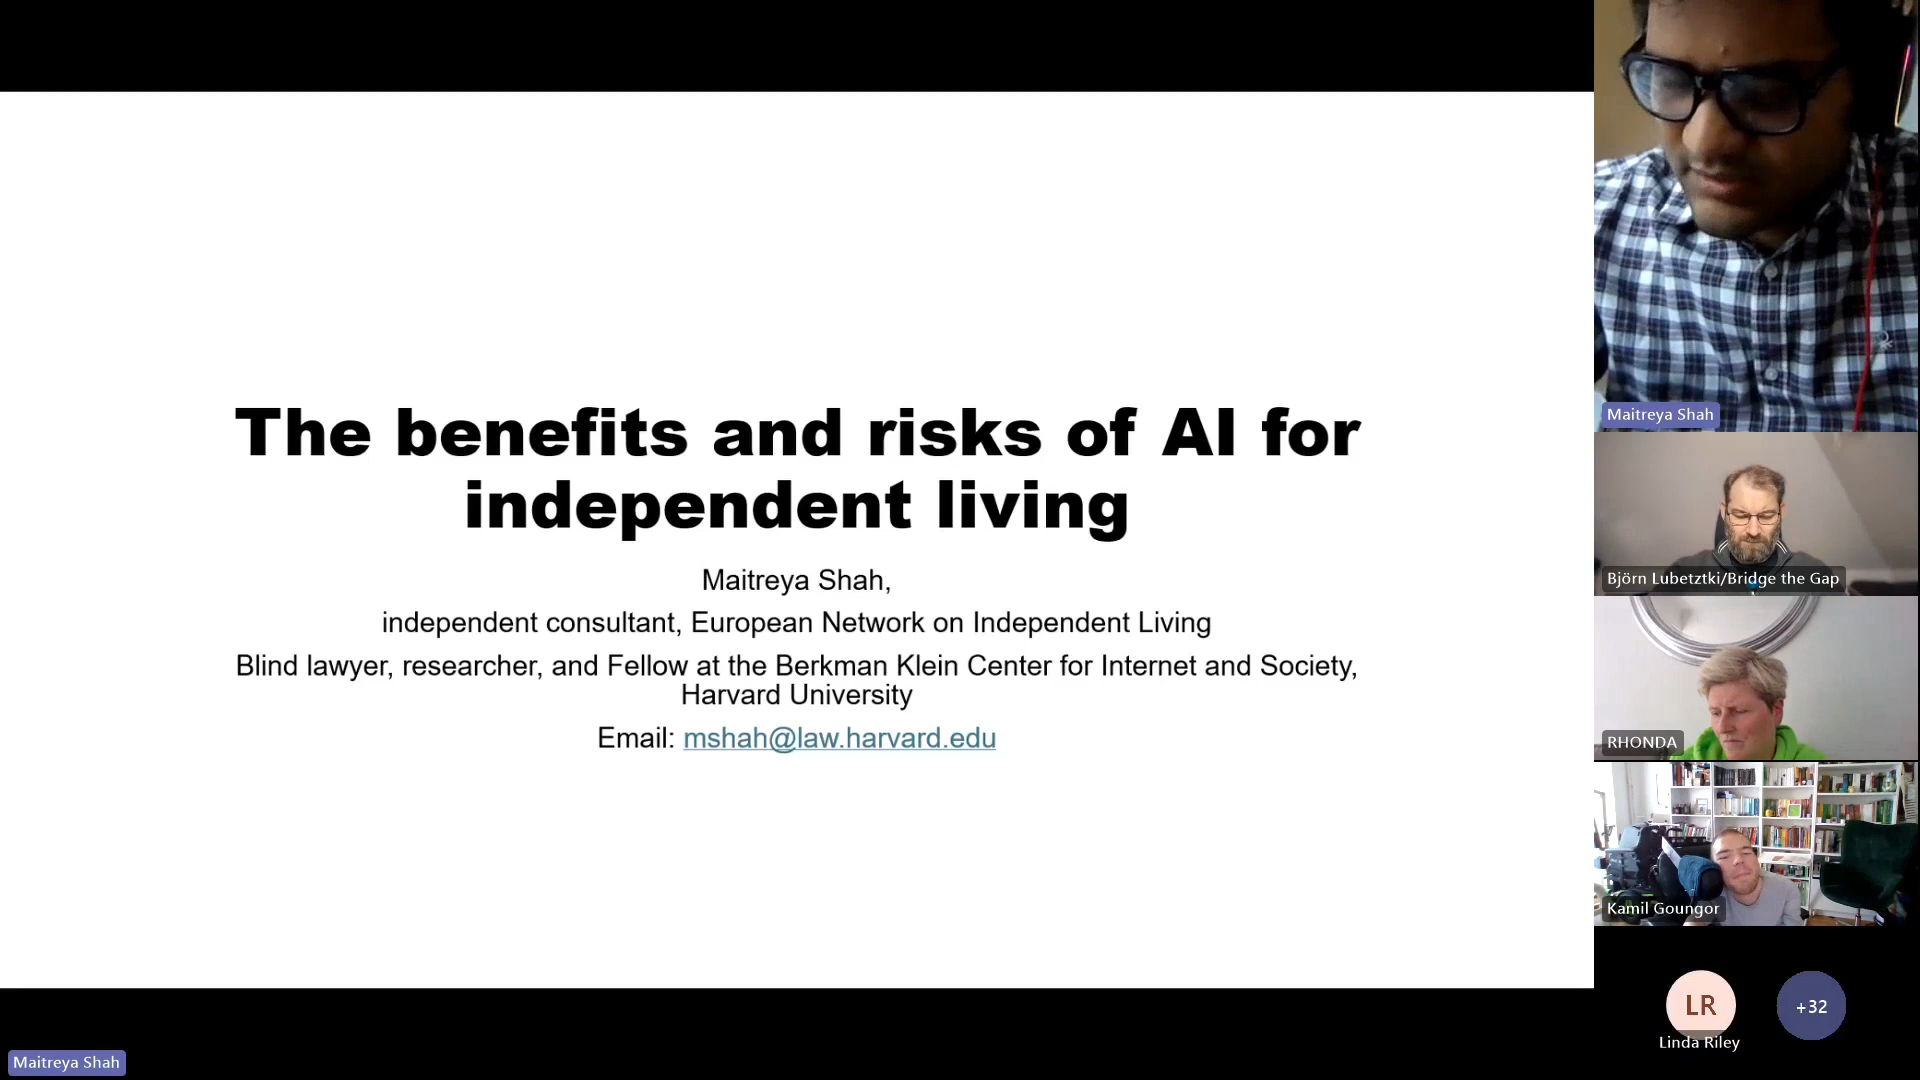 The benefits and risks of AI for
independent living
Maitreya Shah,
independent consultant, European Network on Independent Living
Blind lawyer, researcher, and Fellow at the Berkman Klein Center for Internet and Society,
Harvard University
Email: mshah@law.harvard.edu
Maitreya Shah
Björn Lubetztki/Bridge the Gap
RHONDA
Kamil Goungor
LR
Linda Riley
+32
Maitreya Shah